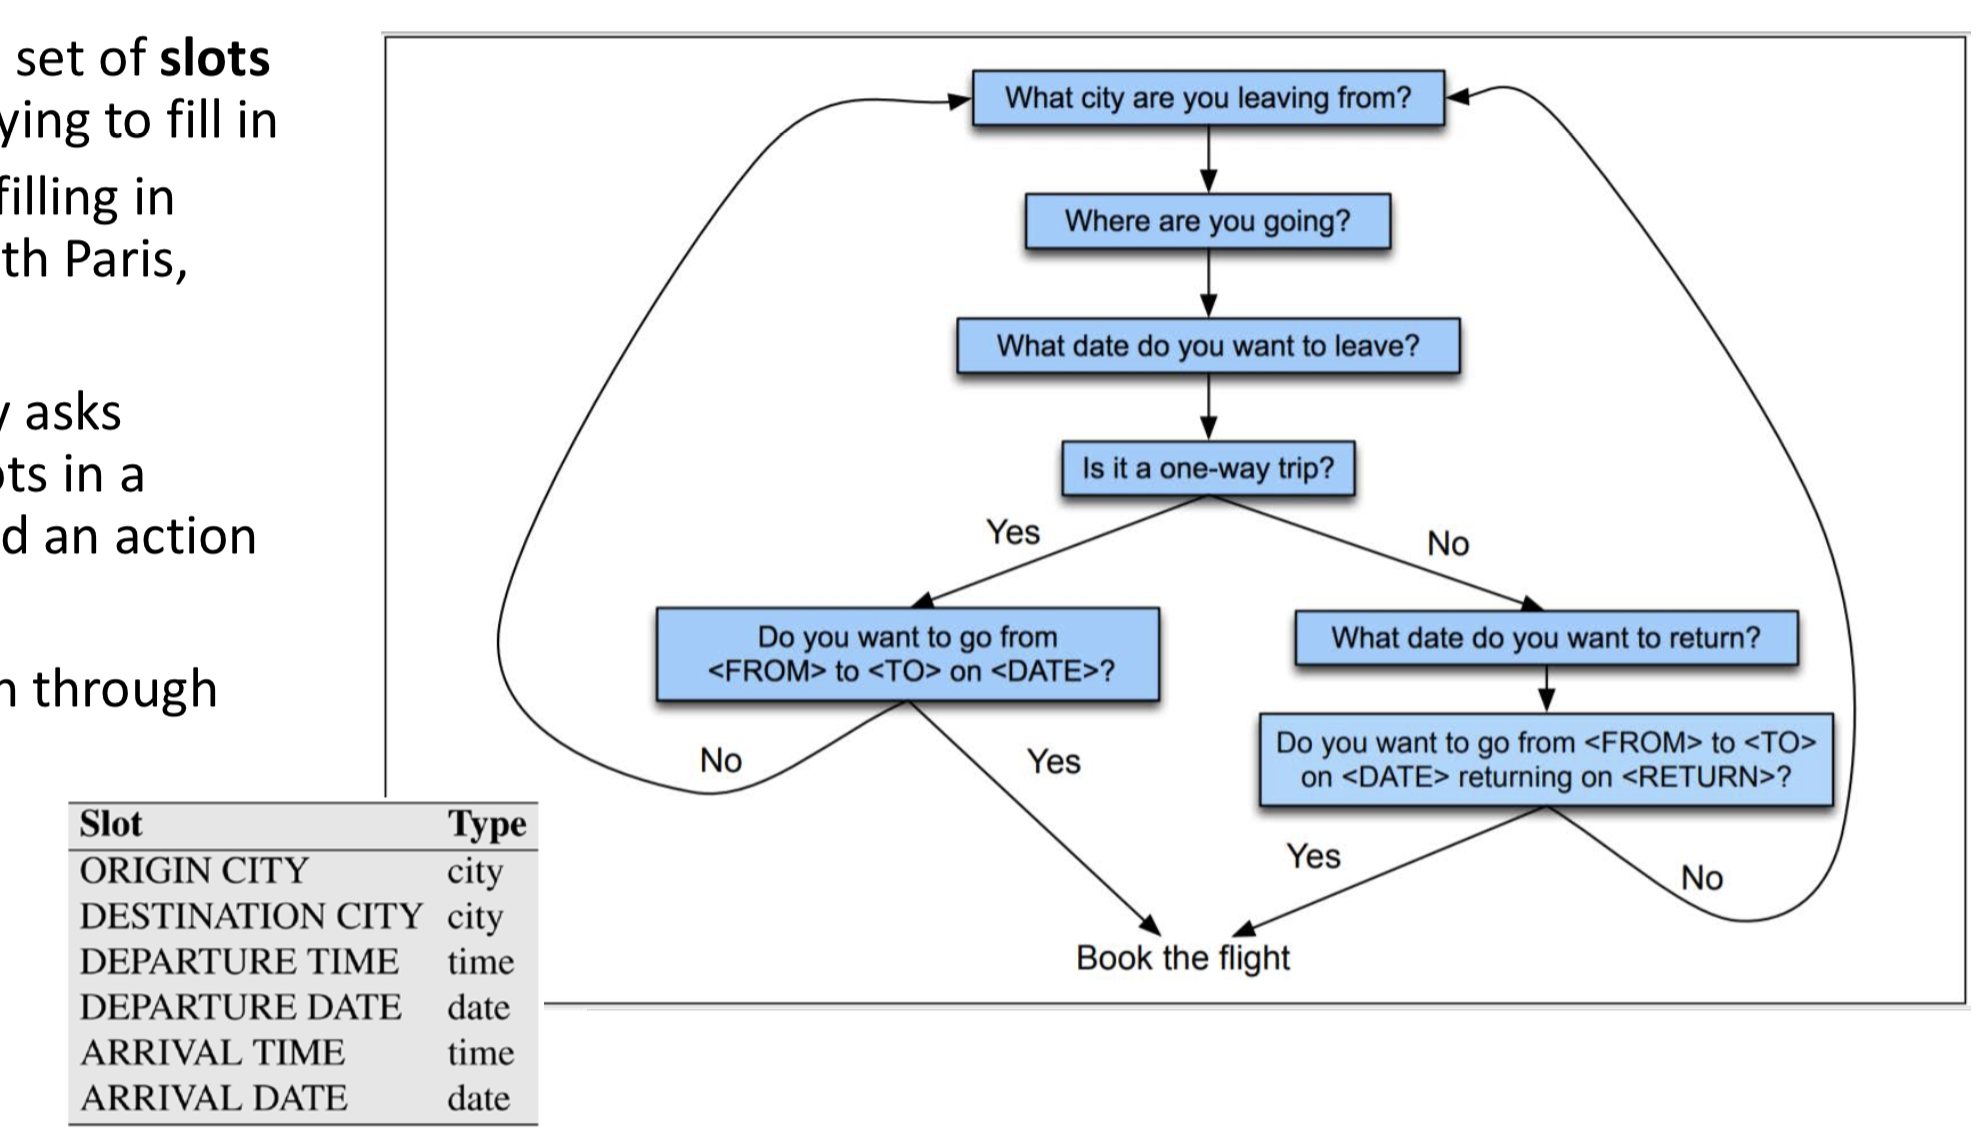 set of slots
ying to fill in
filling in
th Paris,
y asks
ots in a
d an action
n through
What city are you leaving from?
Where are you going?
What date do you want to leave?
Is it a one-way trip?
Yes
No
Do you want to go from
<FROM> to <TO> on <DATE>?
What date do you want to return?
No
Yes
Do you want to go from <FROM> to <TO>
on <DATE> returning on <RETURN>?
Yes
No
Book the flight
Slot Type
ORIGIN CITY city
DESTINATION CITY city
DEPARTURE TIME time
DEPARTURE DATE date
ARRIVAL TIME time
ARRIVAL DATE date